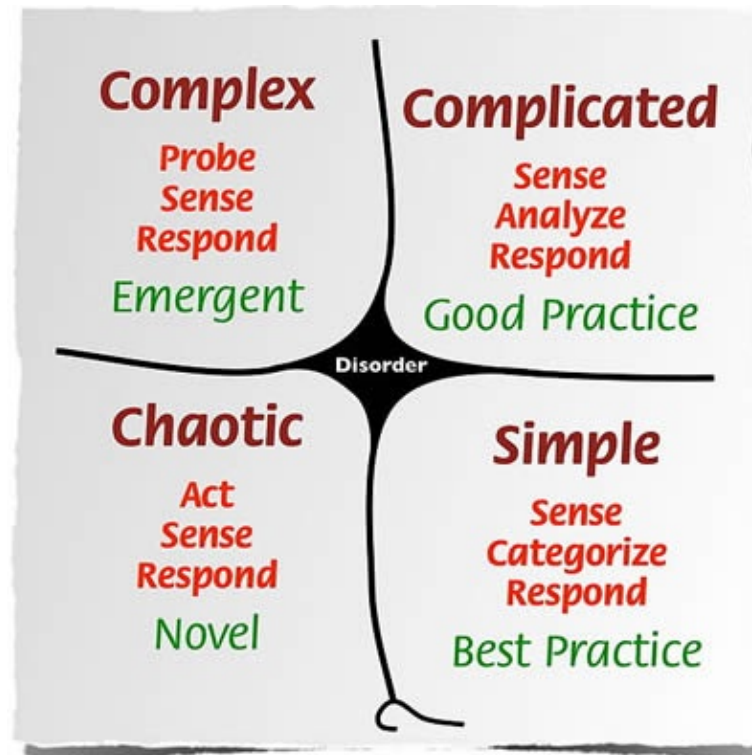 Complex
Probe
Sense
Respond
Emergent
Complicated
Sense
Analyze
Respond
Good Practice
Disorder
Chaotic
Act
Sense
Respond
Novel
Simple
Sense
Categorize
Respond
Best Practice